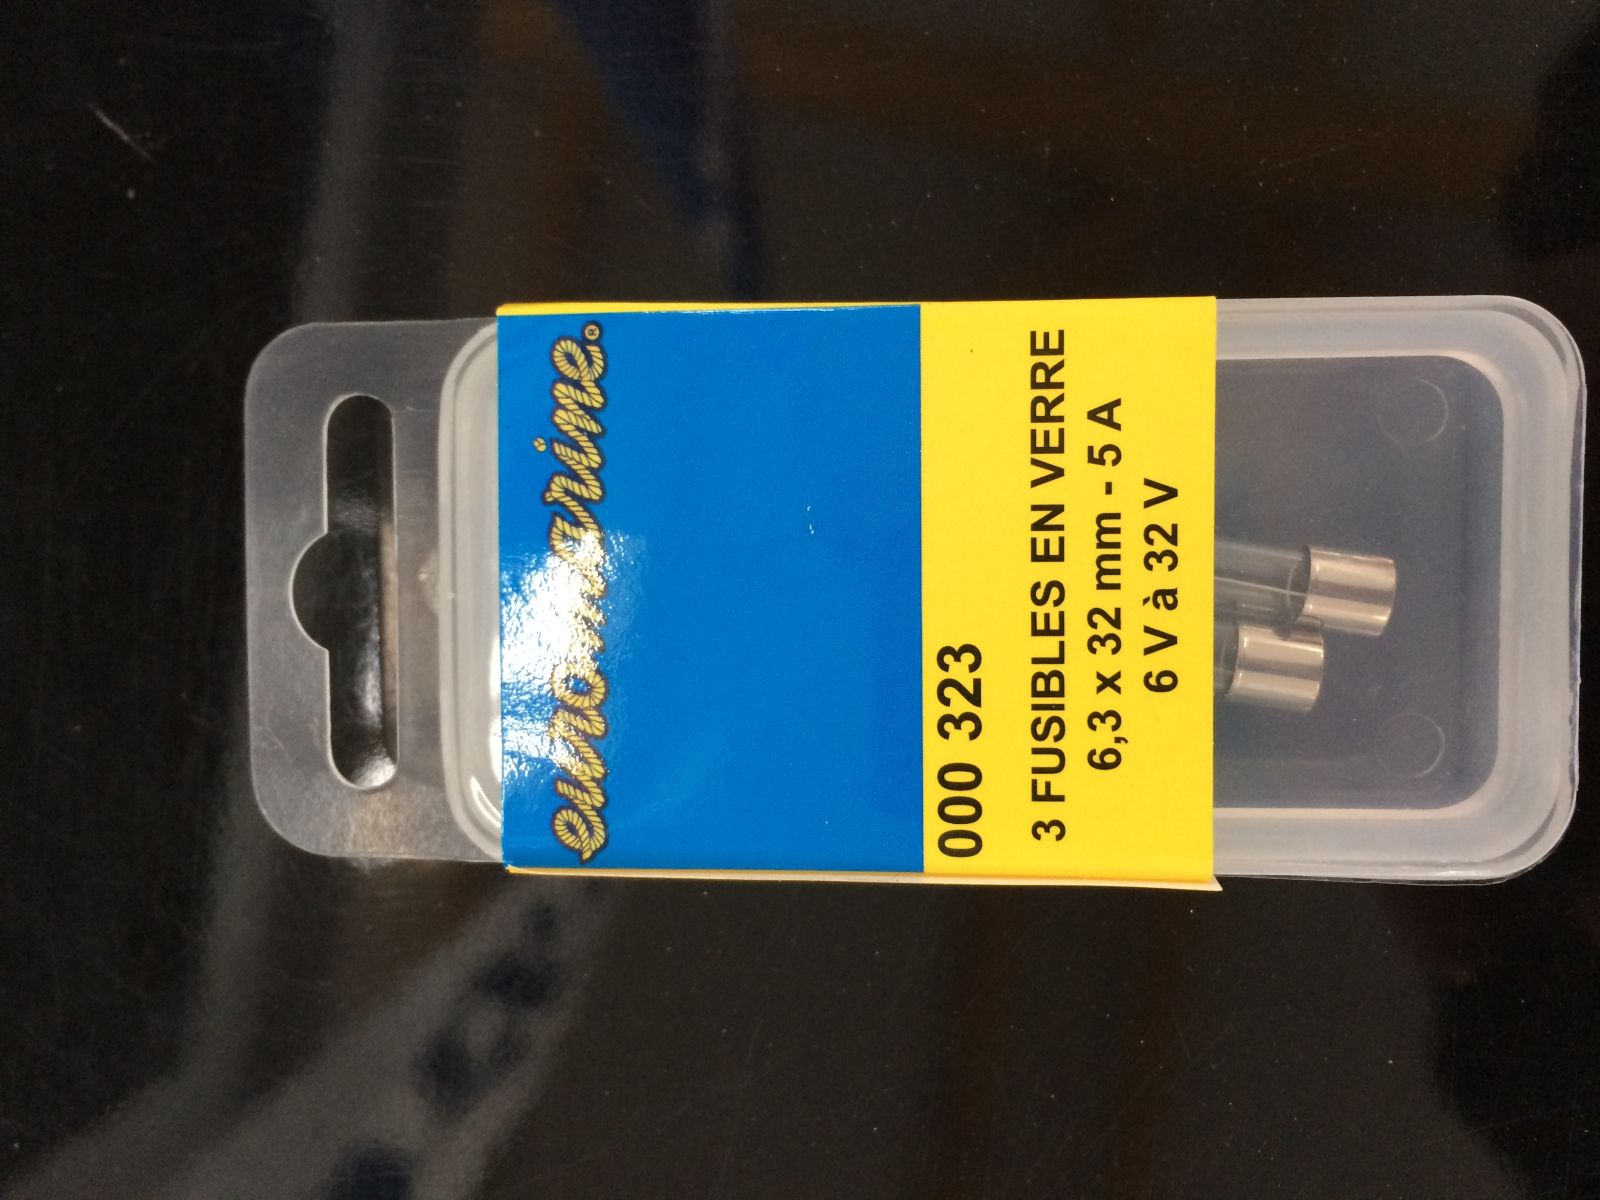 euromarine®
000 323
3 FUSIBLES EN VERRE
6,3 x 32 mm - 5 A
6 V à 32 V